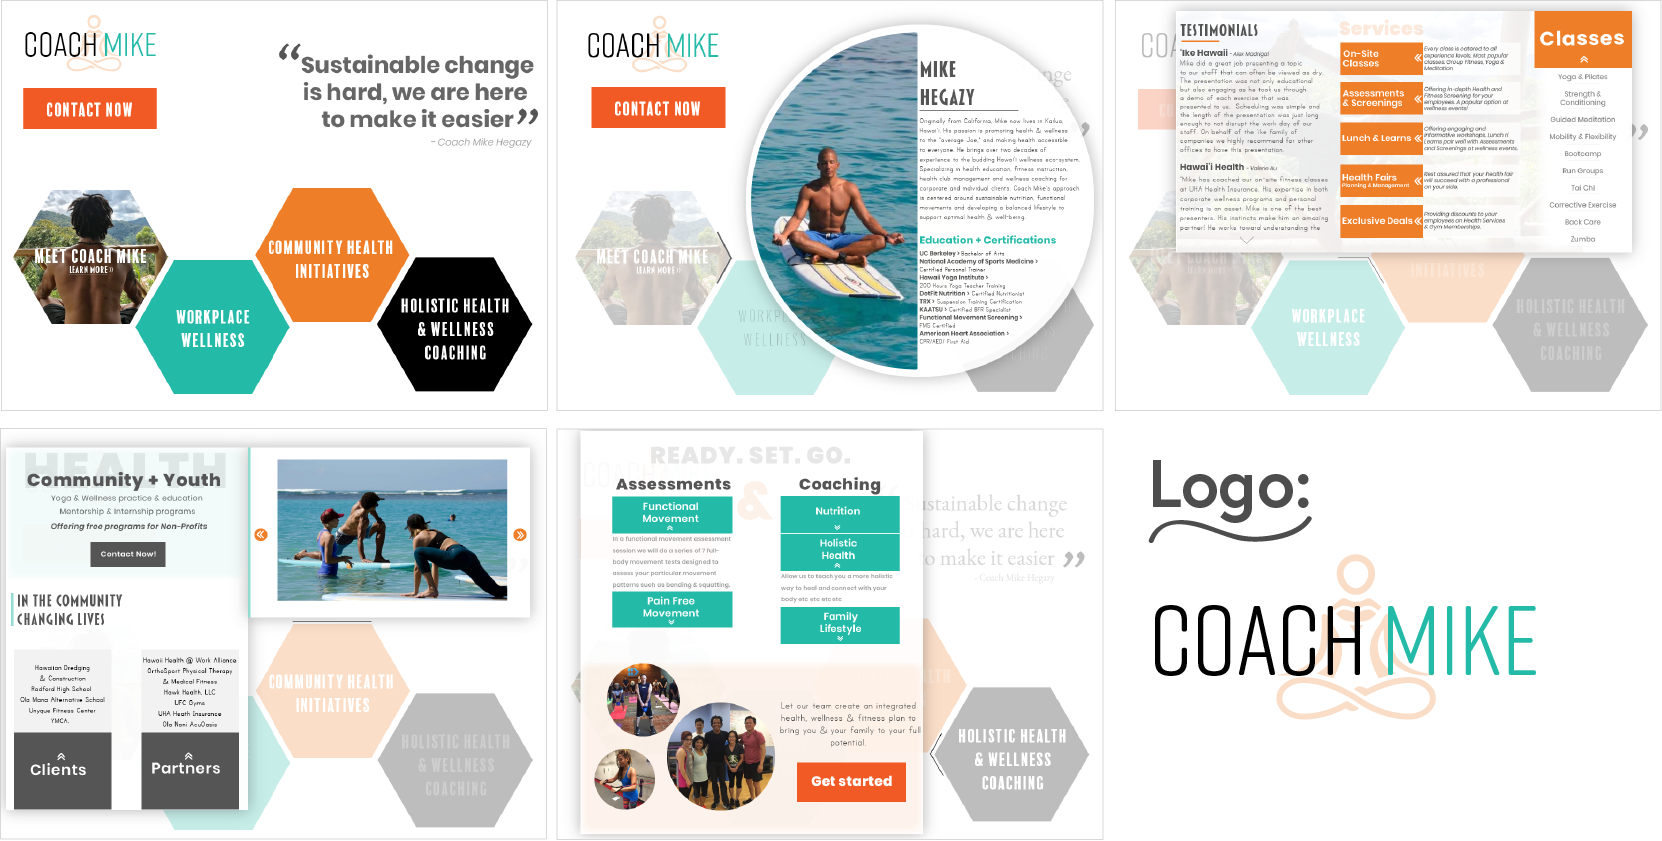 COACH MIKE
CONTACT NOW
“Sustainable change
is hard, we are here
to make it easier”
- Coach Mike Hegazy
MEET COACH MIKE
LEARN MORE »
WORKPLACE
WELLNESS
COMMUNITY HEALTH
INITIATIVES
HOLISTIC HEALTH
& WELLNESS
COACHING
COACH MIKE
CONTACT NOW
MEET COACH MIKE
LEARN MORE »
WORKPL
WELLNESS
MIKE
HEGAZY
Originally from California, Mike now lives in Kailua,
Hawai'i. His passion is promoting health & wellness
to the "average Joe," and making health accessible
to everyone. He brings over two decades of
experience to the budding Hawai'i wellness eco-system.
Specializing in health education, fitness instruction,
health club management and wellness coaching for
corporate and individual clients. Coach Mike's approach
is centered around sustainable nutrition, functional
movements and developing a balanced lifestyle to
support optimal health & well-being.
Education + Certifications
UC Berkeley > Bachelor of Arts
National Academy of Sports Medicine >
Certified Personal Trainer
Hawaii Yoga Institute >
200 Hours Yoga Teacher Training
DotFit Nutrition > Certified Nutritionist
TRX > Suspension Training Certification
KAATSU > Certified BFR Specialist
Functional Movement Screening >
FMS Certified
American Heart Association >
CPR/AED/ First Aid
nge
COA
TESTIMONIALS
'Ike Hawaii - Alex Madrigal
Mike did a great job presenting a topic
to our staff that can often be viewed as dry.
The presentation was not only educational
but also engaging as he took us through
a demo of each exercise that was
presented to us. Scheduling was simple and
the length of the presentation was just long
enough to not disrupt the work day of our
staff. On behalf of the 'Ike family of
companies we highly recommend for other
offices to have this presentation.
Hawai'i Health - Valerie Au
"Mike has coached our on-site fitness classes
at UHA Health Insurance. His expertise in both
corporate wellness programs and personal
training is an asset. Mike is one of the best
presenters. His instincts make him an amazing
partner! He works toward understanding the
Services
On-Site
Classes
Every class is catered to all
experience levels. Most popular
classes: Group Fitness, Yoga &
Meditation
Assessments
& Screenings
Offering in-depth Health and
Fitness Screening for your
employees. A popular option at
wellness events!
Lunch & Learns
Offering engaging and
informative workshops. Lunch n'
Learns pair well with Assessments
and Screenings at wellness events.
Health Fairs
Planning & Management
Rest assured that your health fair
will succeed with a professional
on your side.
Exclusive Deals
Providing discounts to your
employees on Health Services
& Gym Memberships.
Classes
Yoga & Pilates
Strength &
Conditioning
Guided Meditation
Mobility & Flexibility
Bootcamp
Run Groups
Tai Chi
Corrective Exercise
Back Care
Zumba
WORKPLACE
WELLNESS
INITIATIVES
HOLISTIC HEALTH
& WELLNESS
COACHING
HEALTH
Community + Youth
Yoga & Wellness practice & education
Mentorship & Internship programs
Offering free programs for Non-Profits
Contact Now!
IN THE COMMUNITY
CHANGING LIVES
Hawaiian Dredging
& Construction
Radford High School
Olo Mana Alternative School
Unyque Fitness Center
YMCA.
Clients
Hawaii Health @ Work Alliance
OrthoSport Physical Therapy
& Medical Fitness
Hawk Health, LLC
UFC Gyms
UHA Heath Insurance
Ola Nani AcuOasis
Partners
COMMUNITY HEALTH
INITIATIVES
HOLISTIC HEALTH
& WELLNESS
COACHING
READY. SET. GO.
&
Assessments
Functional
Movement
In a functional movement assessment
session we will do a series of 7 full-
body movement tests designed to
assess your particular movement
patterns such as bending & squatting.
Pain Free
Movement
Coaching
Nutrition
Holistic
Health
Allow us to teach you a more holistic
way to heal and connect with your
body etc etc etc etc
Family
Lifestyle
Let our team create an integrated
health, wellness & fitness plan to
bring you & your family to your full
potential.
Get started
stainable change
hard, we are here
o make it easier ”
- Coach Mike Hegazy
HOLISTIC HEALTH
& WELLNESS
COACHING
Logo:
COACH MIKE